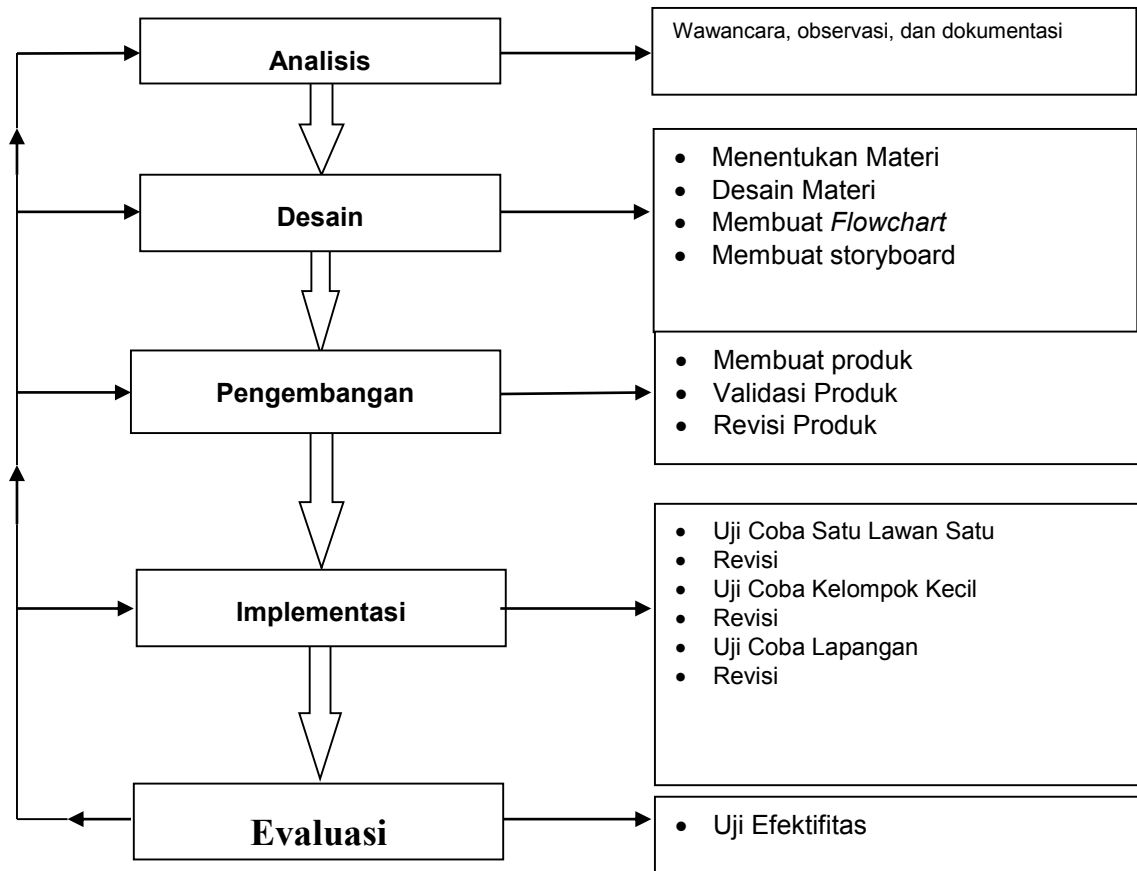 Analisis
Wawancara, observasi, dan dokumentasi
Desain
• Menentukan Materi
• Desain Materi
• Membuat Flowchart
• Membuat storyboard
Pengembangan
• Membuat produk
• Validasi Produk
• Revisi Produk
Implementasi
• Uji Coba Satu Lawan Satu
• Revisi
• Uji Coba Kelompok Kecil
• Revisi
• Uji Coba Lapangan
• Revisi
Evaluasi
• Uji Efektifitas